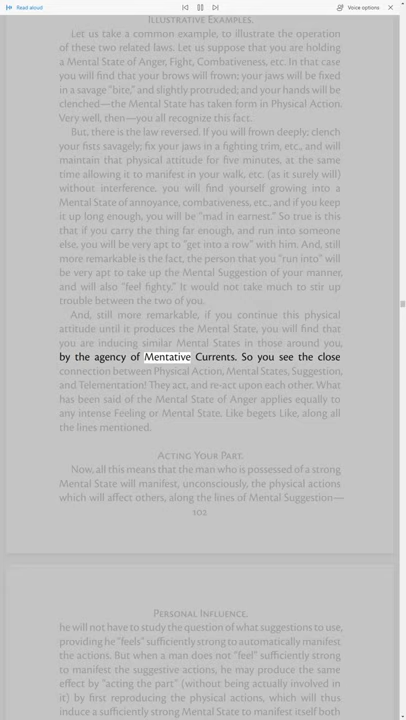 Read aloud
Voice options
ILLUSTRATIVE EXAMPLES.
Let us take a common example, to illustrate the operation
of these two related laws. Let us suppose that you are holding
a Mental State of Anger, Fight, Combativeness, etc. In that case
you will find that your brows will frown; your jaws will be fixed
in a savage "bite," and slightly protruded; and your hands will be
clenched—the Mental State has taken form in Physical Action.
Very well, then—you all recognize this fact.
But, there is the law reversed. If you will frown deeply; clench
your fists savagely; fix your jaws in a fighting trim, etc., and will
maintain that physical attitude for five minutes, at the same
time allowing it to manifest in your walk, etc. (as it surely will)
without interference, you will find yourself growing into a
Mental State of annoyance, combativeness, etc., and if you keep
it up long enough, you will be "mad in earnest." So true is this
that if you carry the thing far enough, and run into someone
else, you will be very apt to "get into a row" with him. And, still
more remarkable is the fact, the person that you "run into" will
be very apt to take up the Mental Suggestion of your manner,
and will also "feel fighty." It would not take much to stir up
trouble between the two of you.
And, still more remarkable, if you continue this physical
attitude until it produces the Mental State, you will find that
you are inducing similar Mental States in those around you,
by the agency of Mentative Currents. So you see the close
connection between Physical Action, Mental States, Suggestion,
and Telementation! They act, and re-act upon each other. What
has been said of the Mental State of Anger applies equally to
any intense Feeling or Mental State. Like begets Like, along all
the lines mentioned.
ACTING YOUR PART.
Now, all this means that the man who is possessed of a strong
Mental State will manifest, unconsciously, the physical actions
which will affect others, along the lines of Mental Suggestion—
102
PERSONAL INFLUENCE.
he will not have to study the question of what suggestions to use,
providing he "feels" sufficiently strong to automatically manifest
the actions. But when a man does not "feel" sufficiently strong
to manifest the suggestive actions, he may produce the same
effect by "acting the part" (without being actually involved in
it) by first reproducing the physical actions, which will thus
induce a sufficiently strong Mental State to manifest itself both